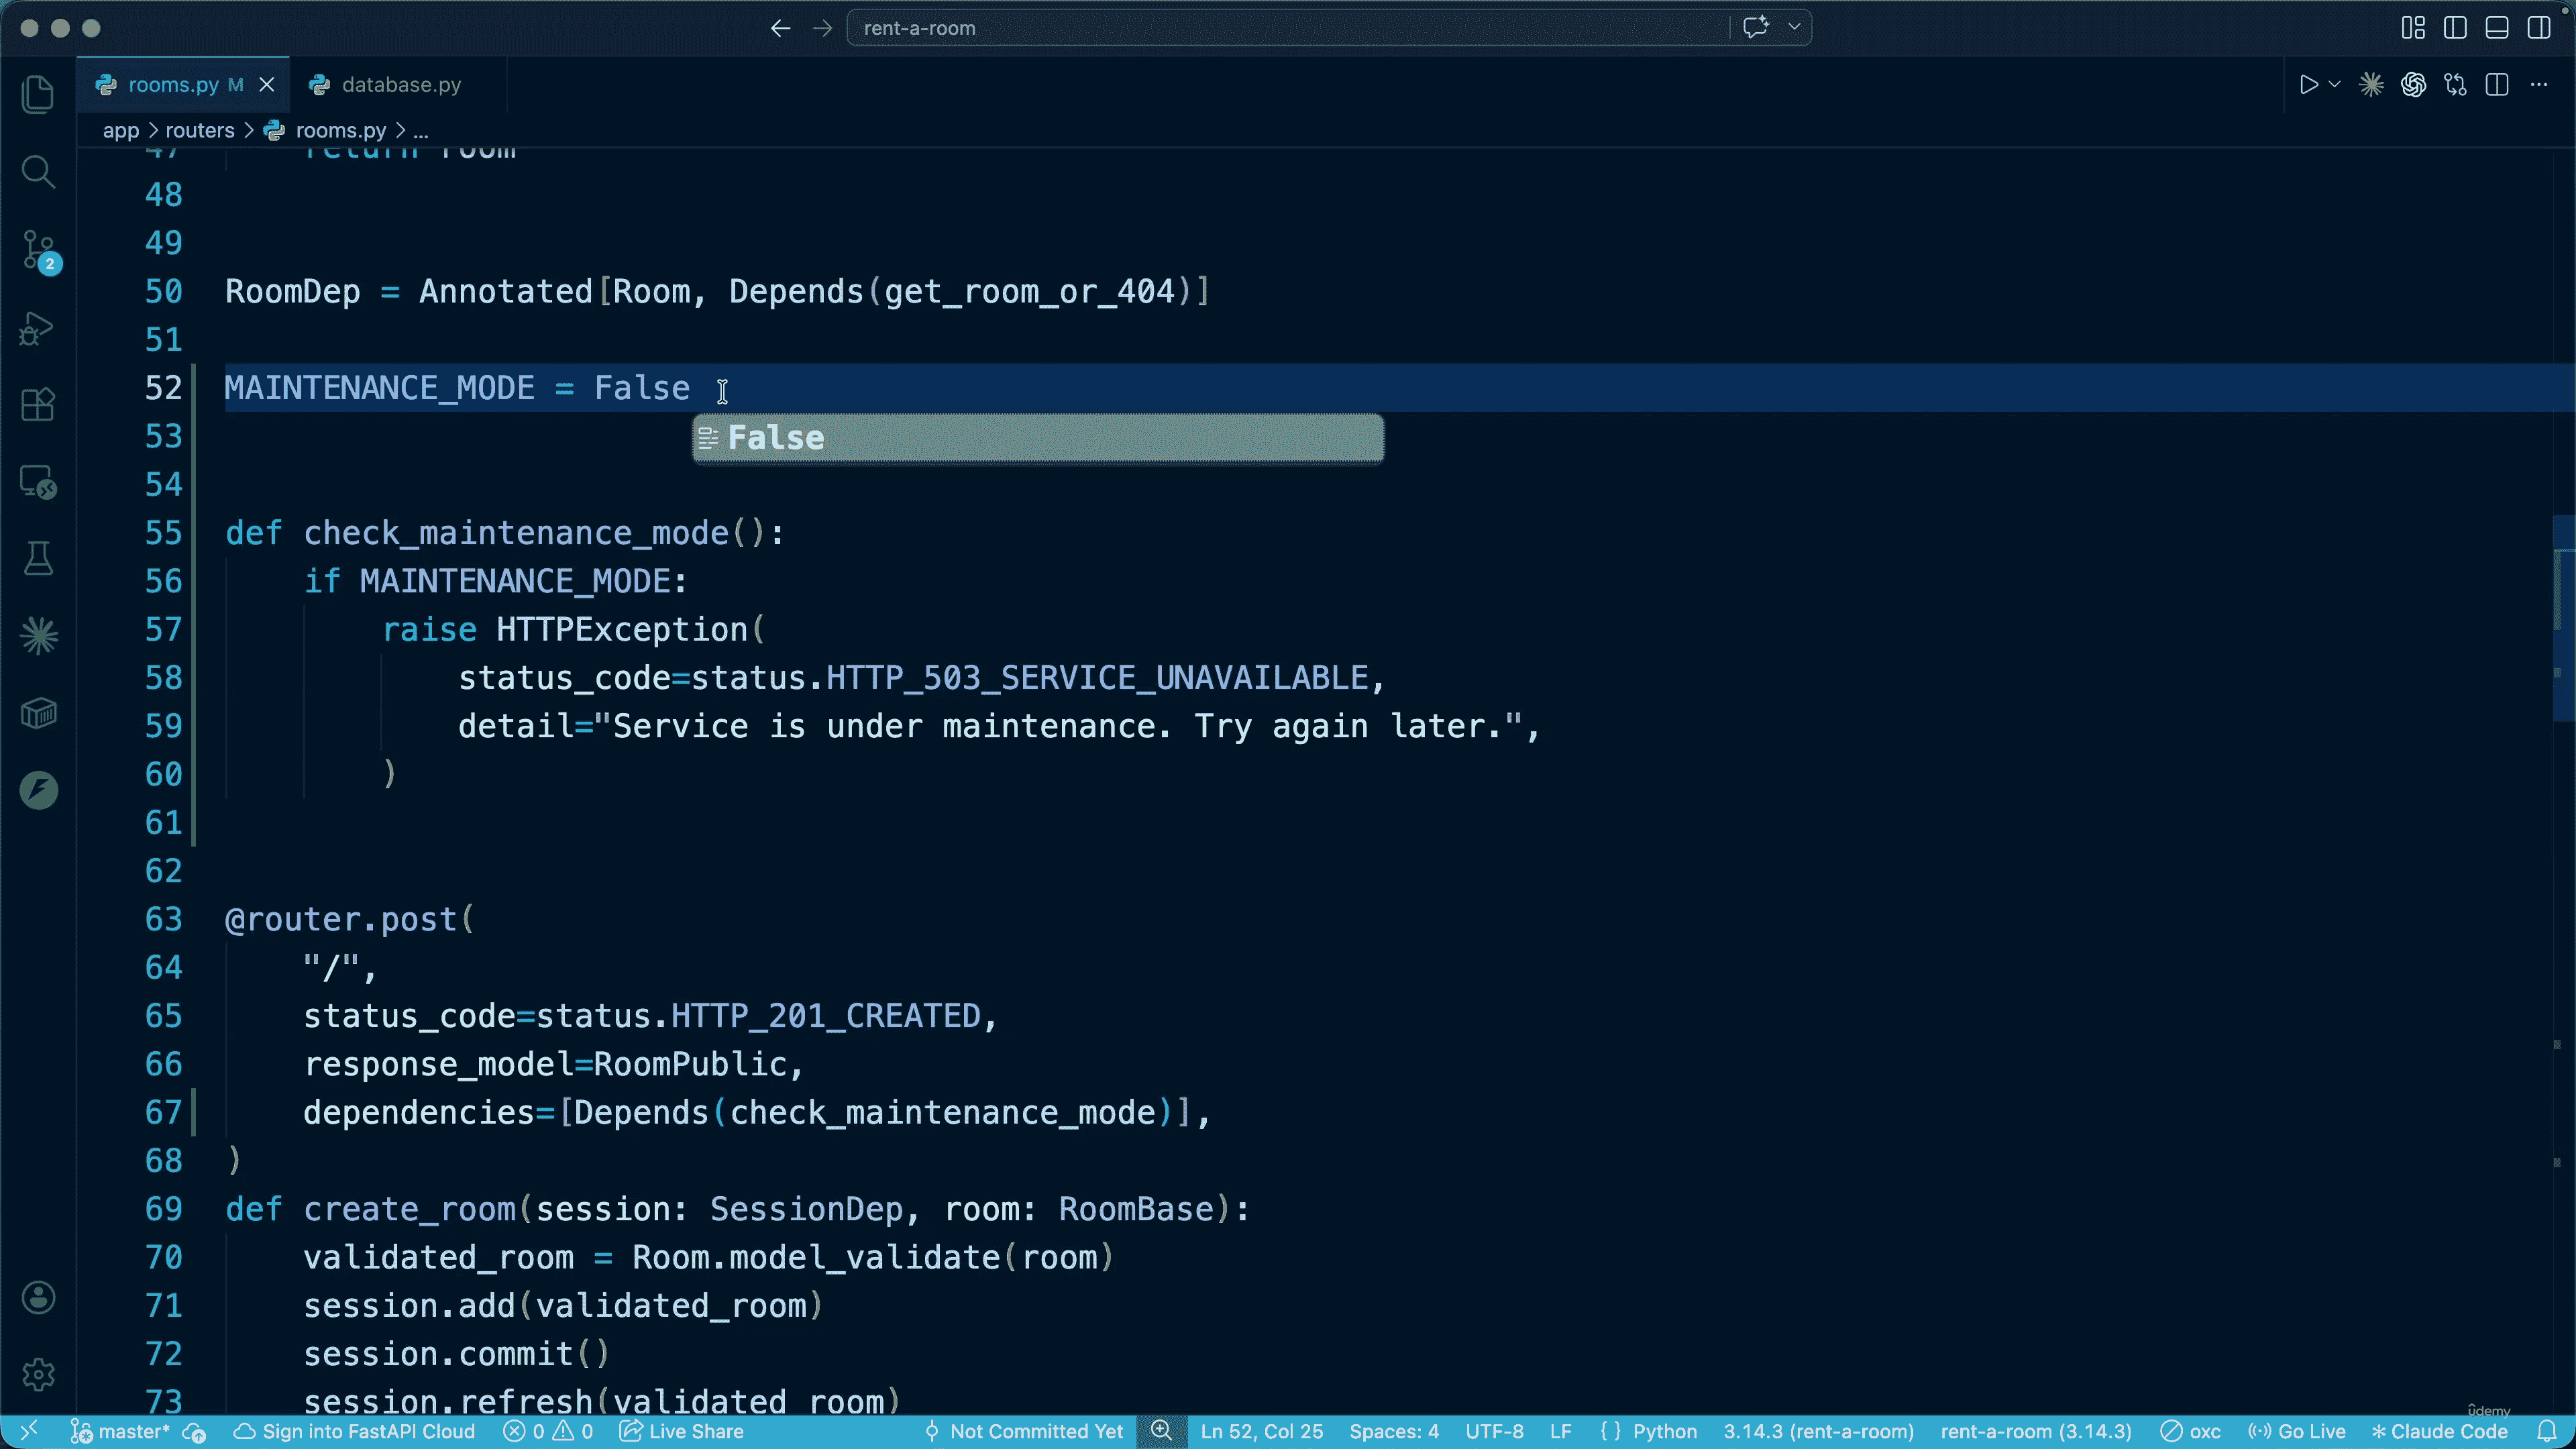 rent-a-room
rooms.py M
database.py
app > routers > rooms.py > ...
47 return room
48
49
50 RoomDep = Annotated[Room, Depends(get_room_or_404)]
51
52 MAINTENANCE_MODE = False
53
False
54
55 def check_maintenance_mode():
56 if MAINTENANCE_MODE:
57 raise HTTPException(
58 status_code=status.HTTP_503_SERVICE_UNAVAILABLE,
59 detail="Service is under maintenance. Try again later.",
60 )
61
62
63 @router.post(
64 "/",
65 status_code=status.HTTP_201_CREATED,
66 response_model=RoomPublic,
67 dependencies=[Depends(check_maintenance_mode)],
68 )
69 def create_room(session: SessionDep, room: RoomBase):
70 validated_room = Room.model_validate(room)
71 session.add(validated_room)
72 session.commit()
73 session.refresh(validated_room)
2
udemy
master* Sign into FastAPI Cloud 0 0 Live Share Not Committed Yet Ln 52, Col 25 Spaces: 4 UTF-8 LF {} Python 3.14.3 (rent-a-room) rent-a-room (3.14.3) oxc Go Live Claude Code